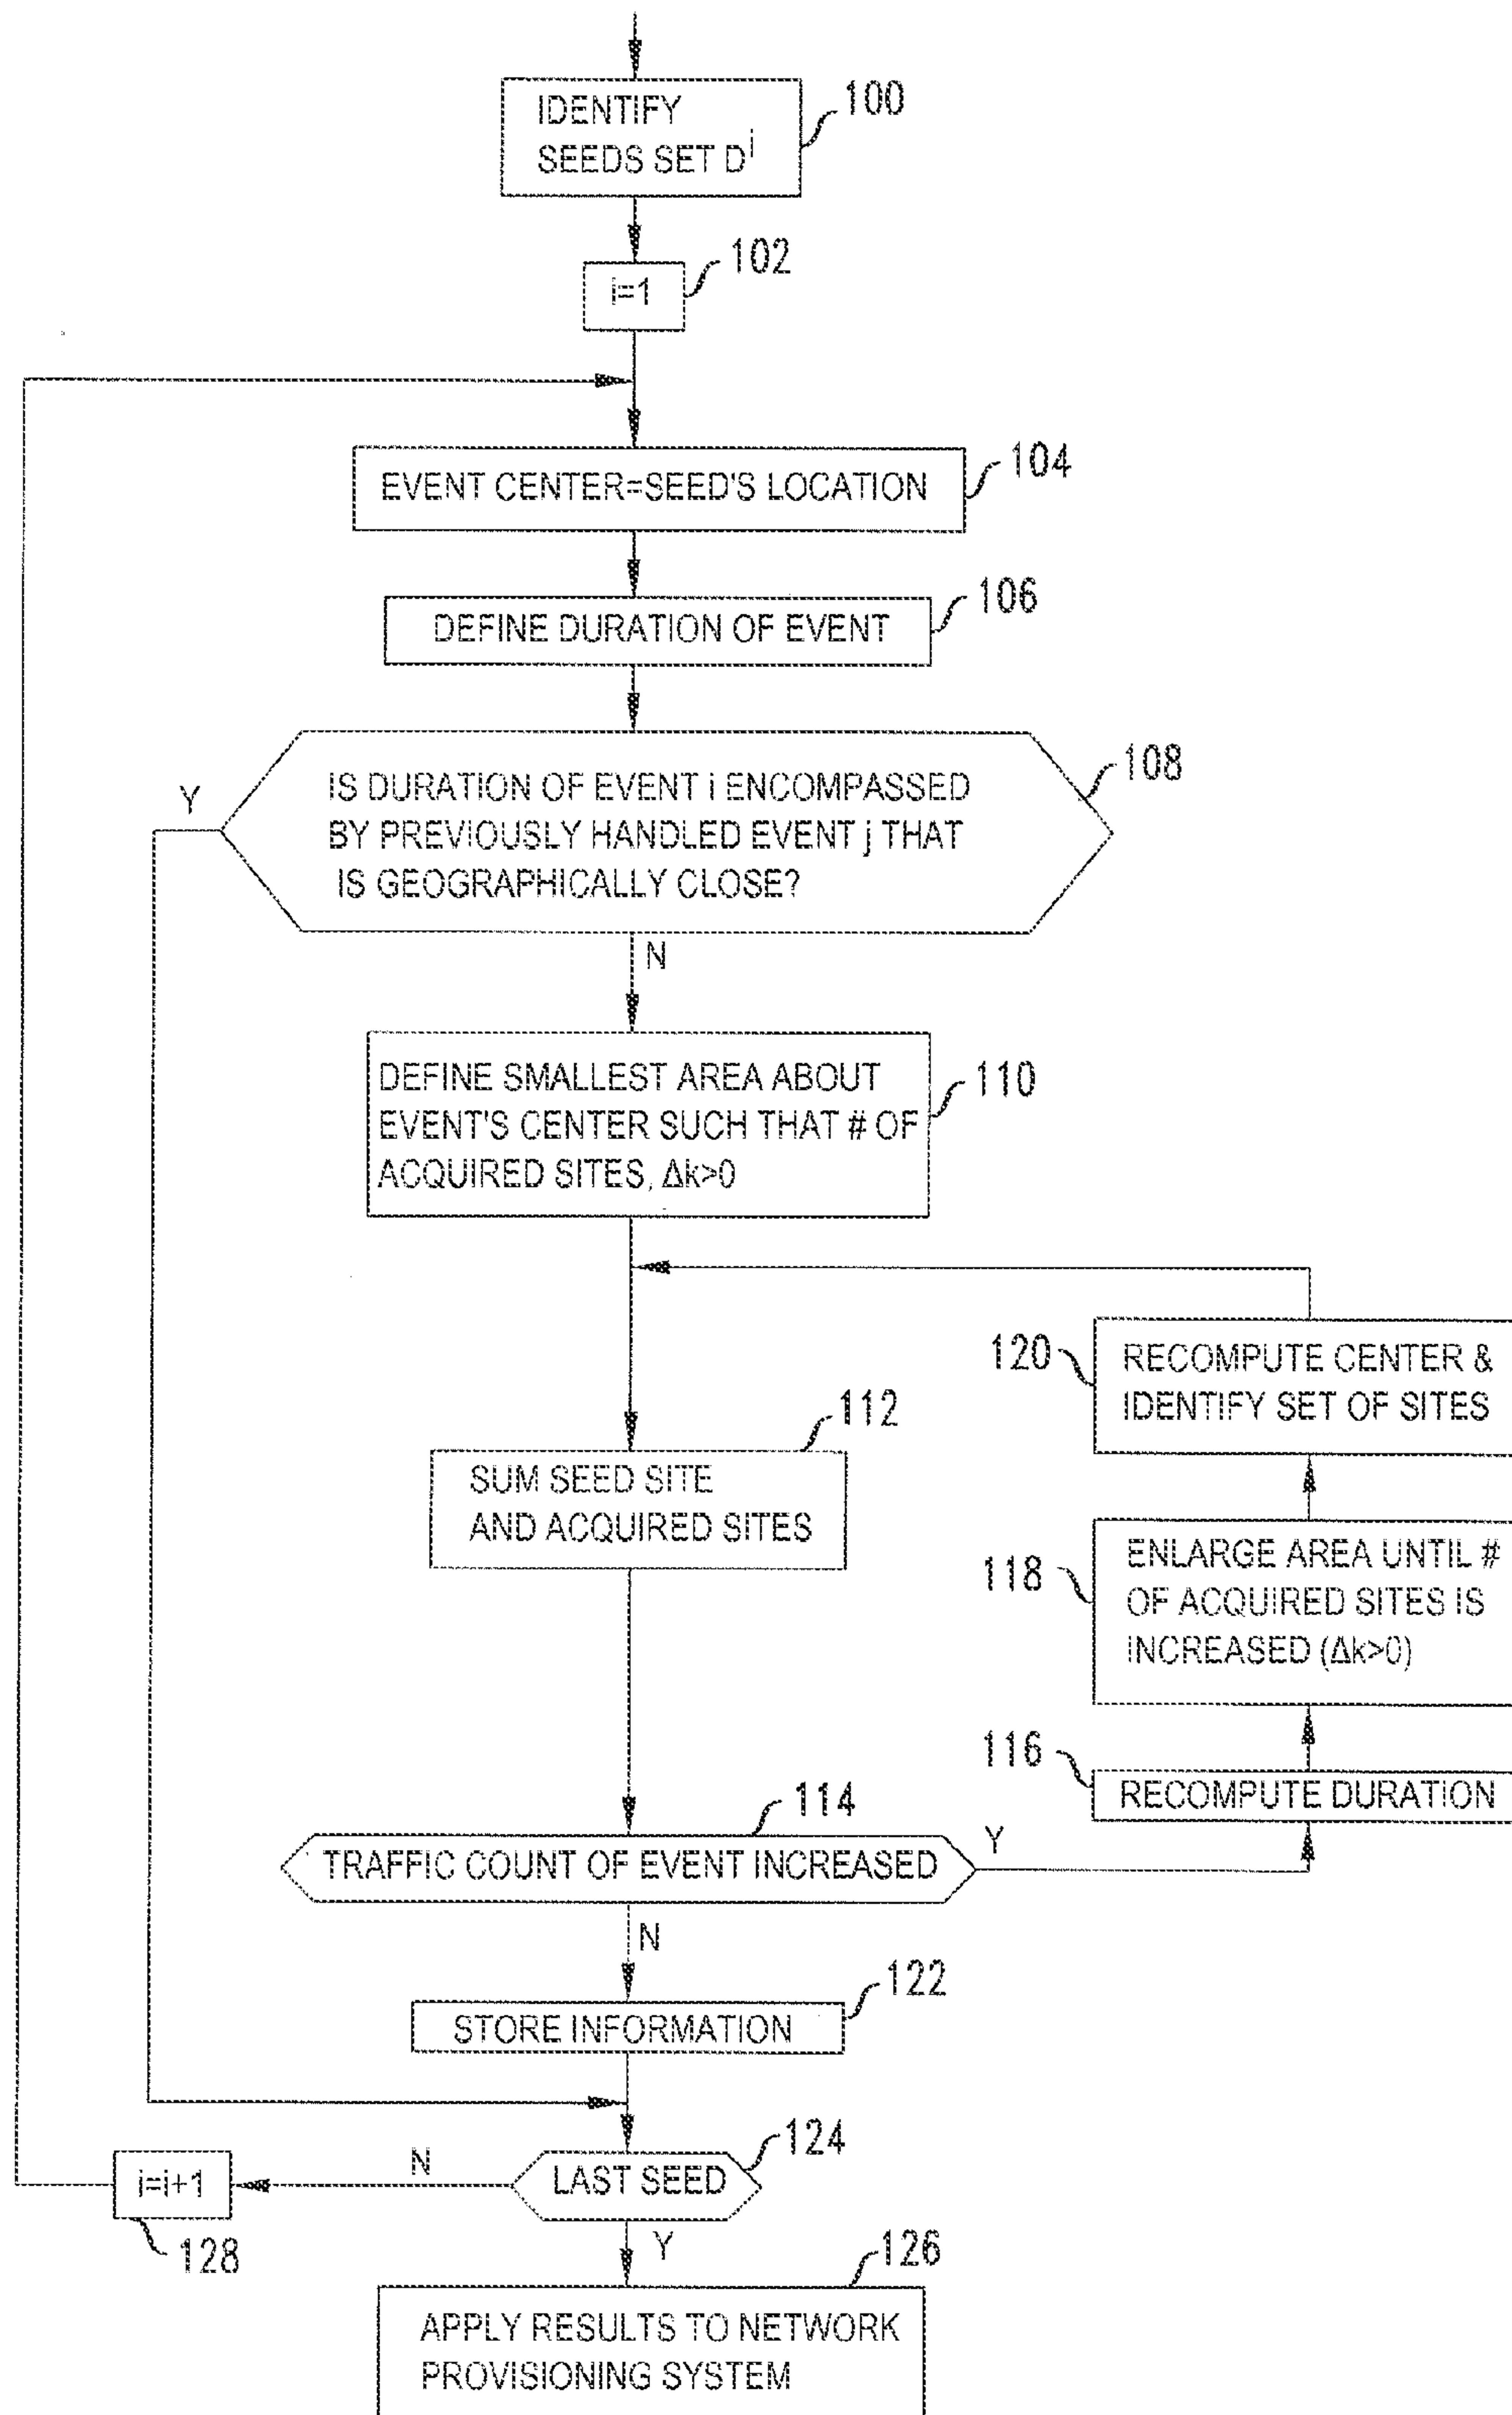 IDENTIFY
SEEDS SET D^i
100
i=1
102
EVENT CENTER=SEED'S LOCATION
104
DEFINE DURATION OF EVENT
106
IS DURATION OF EVENT i ENCOMPASSED
BY PREVIOUSLY HANDLED EVENT j THAT
IS GEOGRAPHICALLY CLOSE?
108
Y
N
DEFINE SMALLEST AREA ABOUT
EVENT'S CENTER SUCH THAT # OF
ACQUIRED SITES, Δk>0
110
120
RECOMPUTE CENTER &
IDENTIFY SET OF SITES
112
SUM SEED SITE
AND ACQUIRED SITES
118
ENLARGE AREA UNTIL #
OF ACQUIRED SITES IS
INCREASED (Δk>0)
116
RECOMPUTE DURATION
114
TRAFFIC COUNT OF EVENT INCREASED
Y
N
122
STORE INFORMATION
124
LAST SEED
N
i=i+1
128
Y
126
APPLY RESULTS TO NETWORK
PROVISIONING SYSTEM